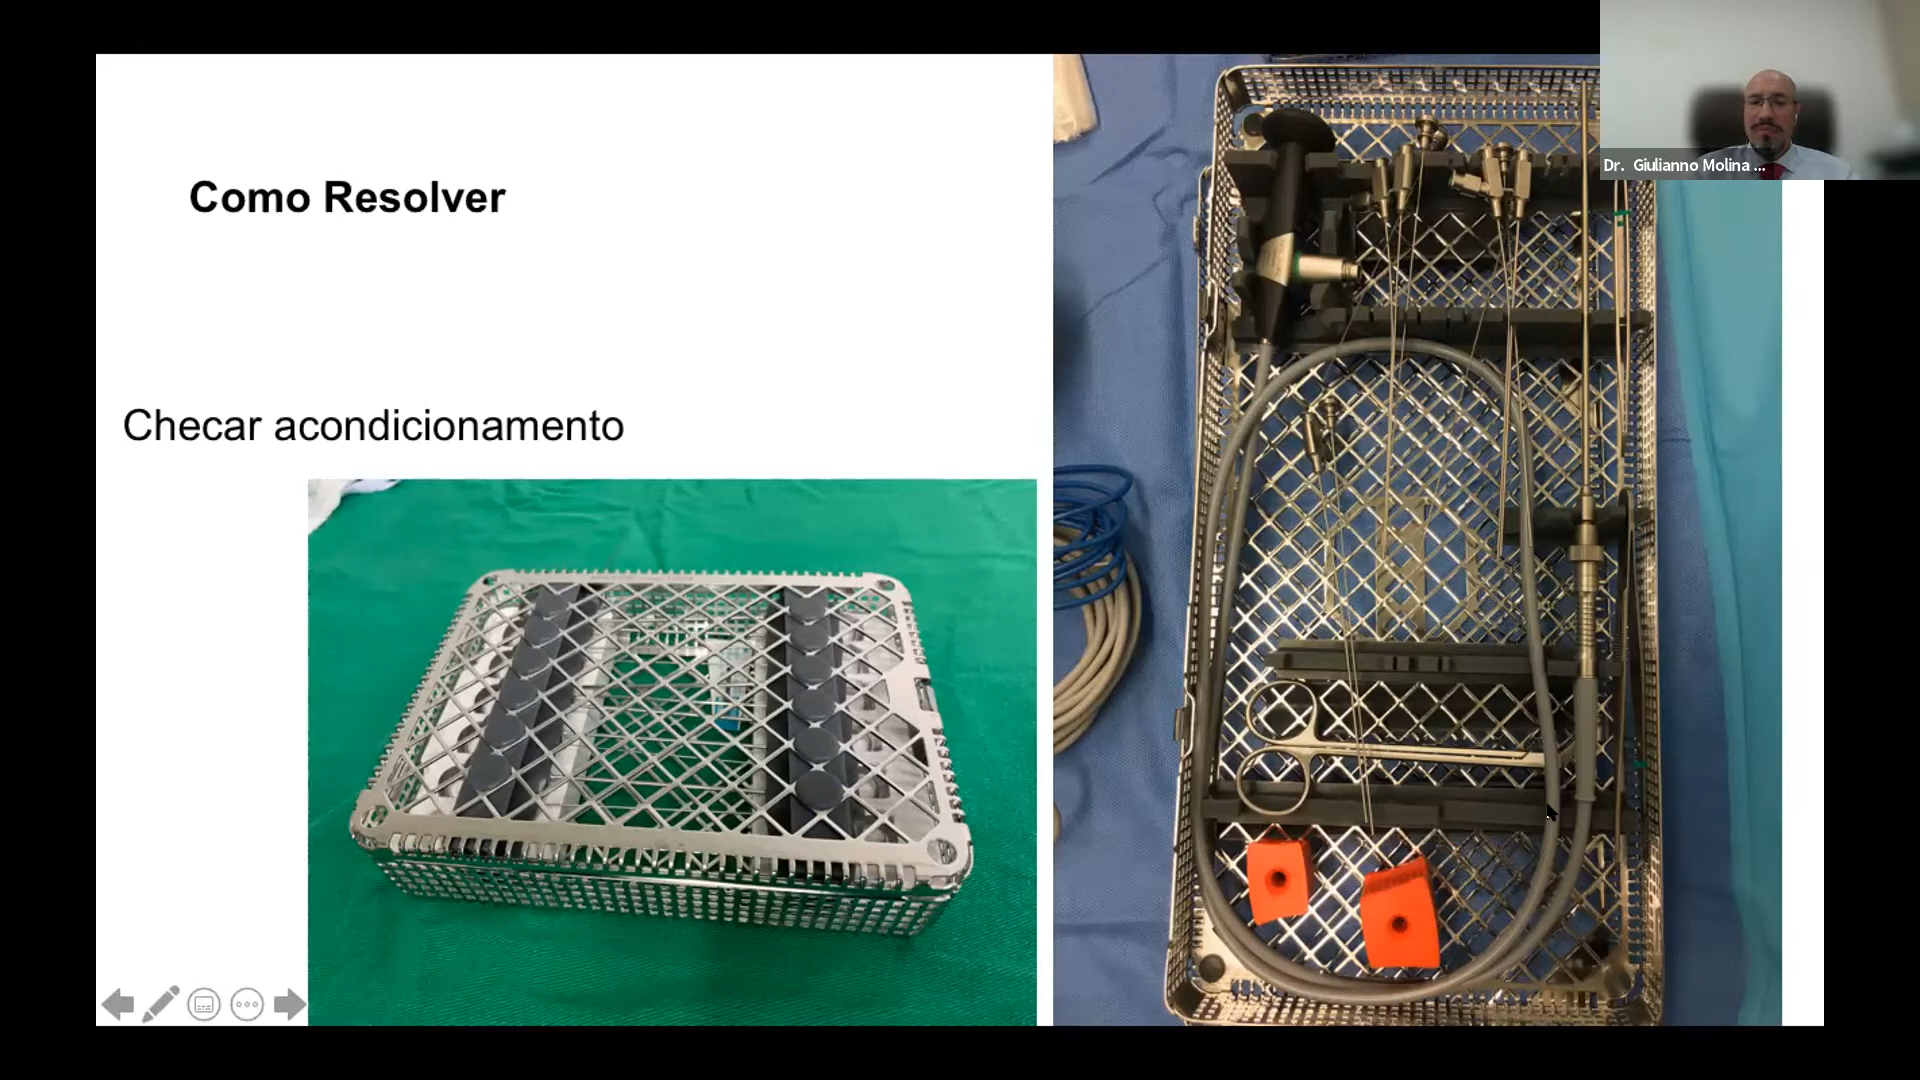 Como Resolver
Checar acondicionamento
Dr. Giulianno Molina ...